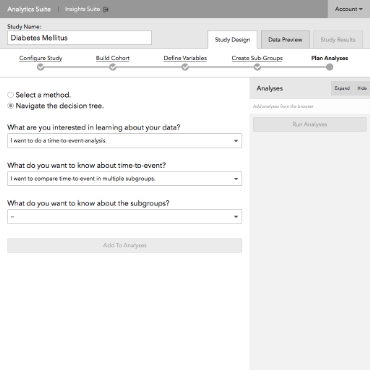 Analytics Suite | Insights Suite Account
Study Name:
Diabetes Mellitus
Study Design Data Preview Study Results
Configure Study Build Cohort Define Variables Create Sub-Groups Plan Analyses
Select a method.
Navigate the decision tree.
Analyses Expand Hide
Add analyses from the browser
Run Analyses
What are you interested in learning about your data?
I want to do a time-to-event analysis.
What do you want to know about time-to-event?
I want to compare time-to-event in multiple subgroups.
What do you want to know about the subgroups?
--
Add To Analyses